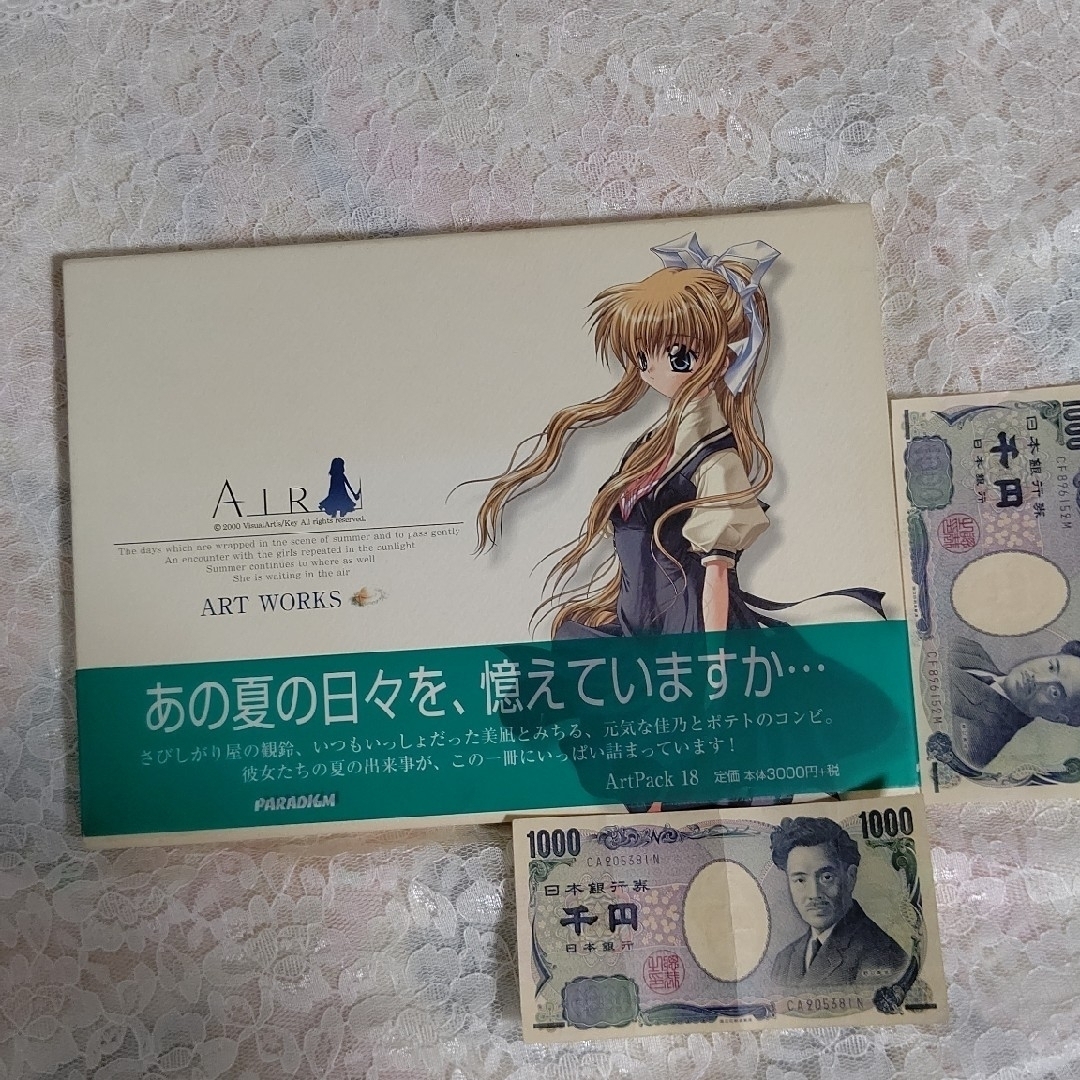 AIR
© 2000 VisualArts/Key All rights reserved.
The days which are wrapped in the scene of summer and to pass gently
An encounter with the girls repeated in the sunlight
Summer continues to where as well
She is waiting in the air
ART WORKS
あの夏の日々を、憶えていますか…
さびしがり屋の観鈴、いつもいっしょだった美凪とみちる、元気な佳乃とポテトのコンビ。
彼女たちの夏の出来事が、この一冊にいっぱい詰まっています！
ArtPack 18 定価 本体3000円+税
PARADIGM
1000
CF896152M
日本銀行券
千円
日本銀行
CF896152M
1000
1000
CA205381N
日本銀行券
千円
日本銀行
CA205381N